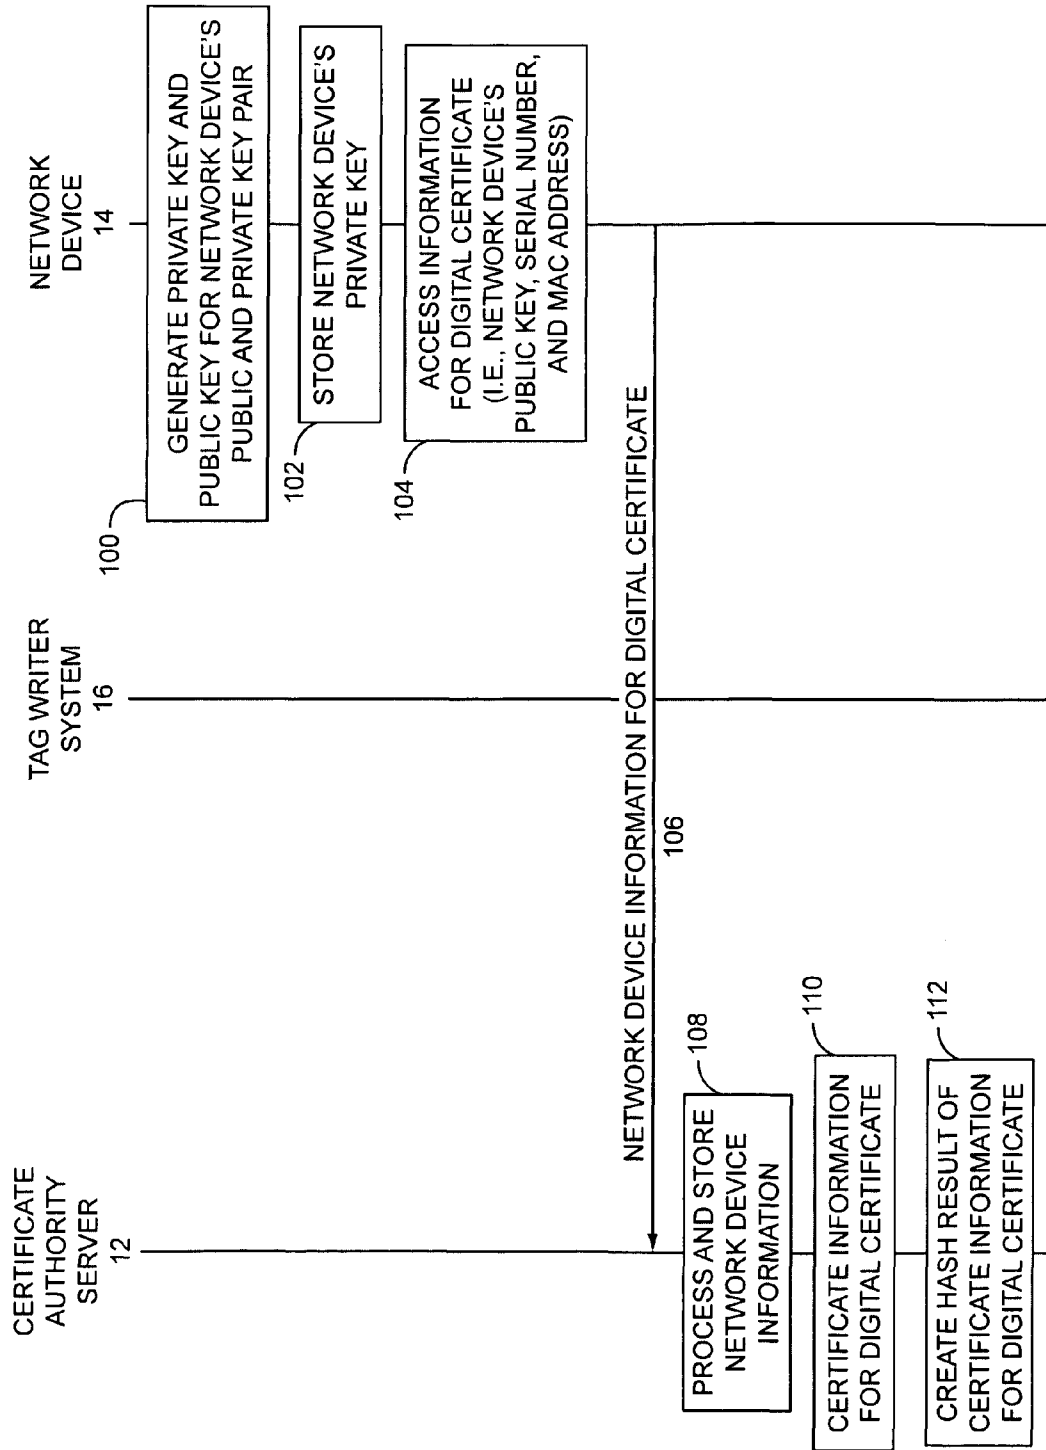 CERTIFICATE
AUTHORITY
SERVER
12
TAG WRITER
SYSTEM
16
NETWORK
DEVICE
14
100
GENERATE PRIVATE KEY AND
PUBLIC KEY FOR NETWORK DEVICE'S
PUBLIC AND PRIVATE KEY PAIR
102
STORE NETWORK DEVICE'S
PRIVATE KEY
104
ACCESS INFORMATION
FOR DIGITAL CERTIFICATE
(I.E., NETWORK DEVICE'S
PUBLIC KEY, SERIAL NUMBER,
AND MAC ADDRESS)
NETWORK DEVICE INFORMATION FOR DIGITAL CERTIFICATE
106
108
PROCESS AND STORE
NETWORK DEVICE
INFORMATION
110
CERTIFICATE INFORMATION
FOR DIGITAL CERTIFICATE
112
CREATE HASH RESULT OF
CERTIFICATE INFORMATION
FOR DIGITAL CERTIFICATE